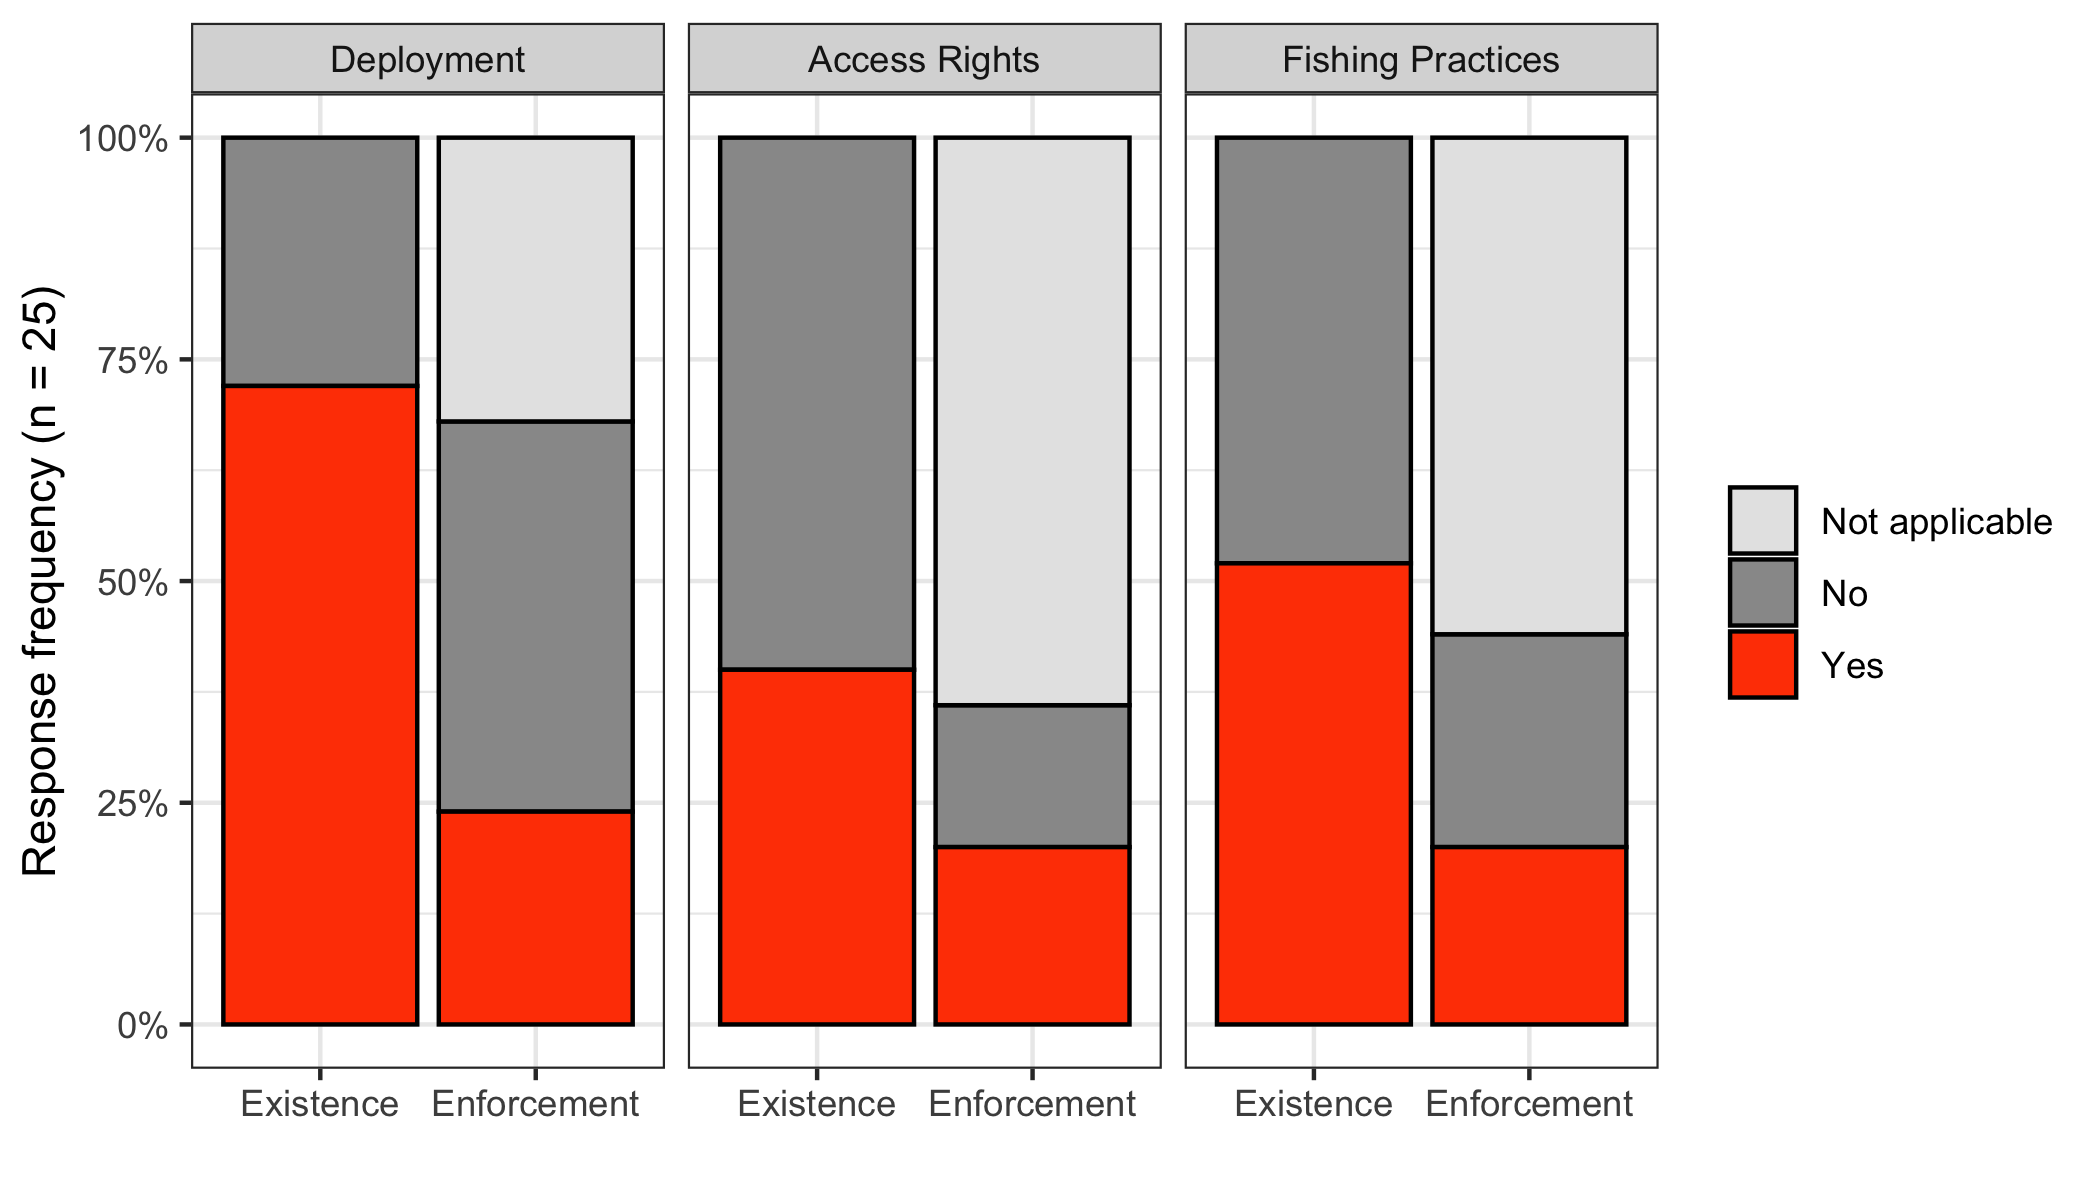 Deployment
Access Rights
Fishing Practices
Response frequency (n = 25)
100%
75%
50%
25%
0%
Existence
Enforcement
Existence
Enforcement
Existence
Enforcement
Not applicable
No
Yes